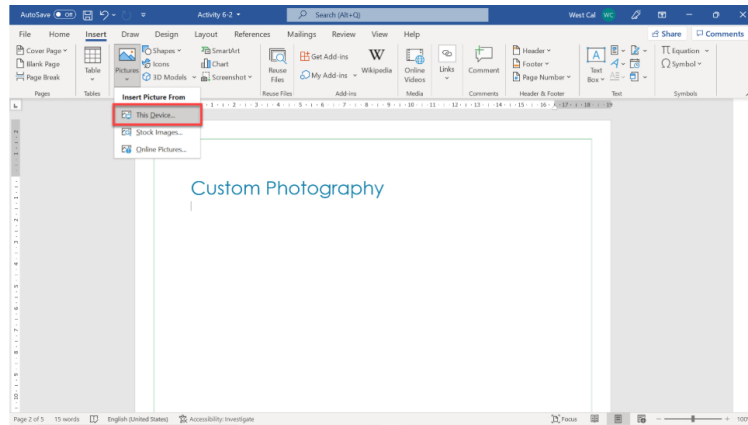 AutoSave Off Activity 6-2 Search (Alt+Q) West Cal WC
File Home Insert Draw Design Layout References Mailings Review View Help Share Comments
Cover Page
Blank Page
Page Break
Pages
Table
Tables
Pictures
Shapes
Icons
3D Models
SmartArt
Chart
Screenshot
Reuse Files
Reuse Files
Get Add-ins
My Add-ins
Wikipedia
Add-ins
Online Videos
Media
Links
Comment
Comments
Header
Footer
Page Number
Header & Footer
Text Box
Text
Equation
Symbol
Symbols
Insert Picture From
This Device...
Stock Images...
Online Pictures...
Custom Photography
Page 2 of 5 15 words English (United States) Accessibility: Investigate Focus 100%